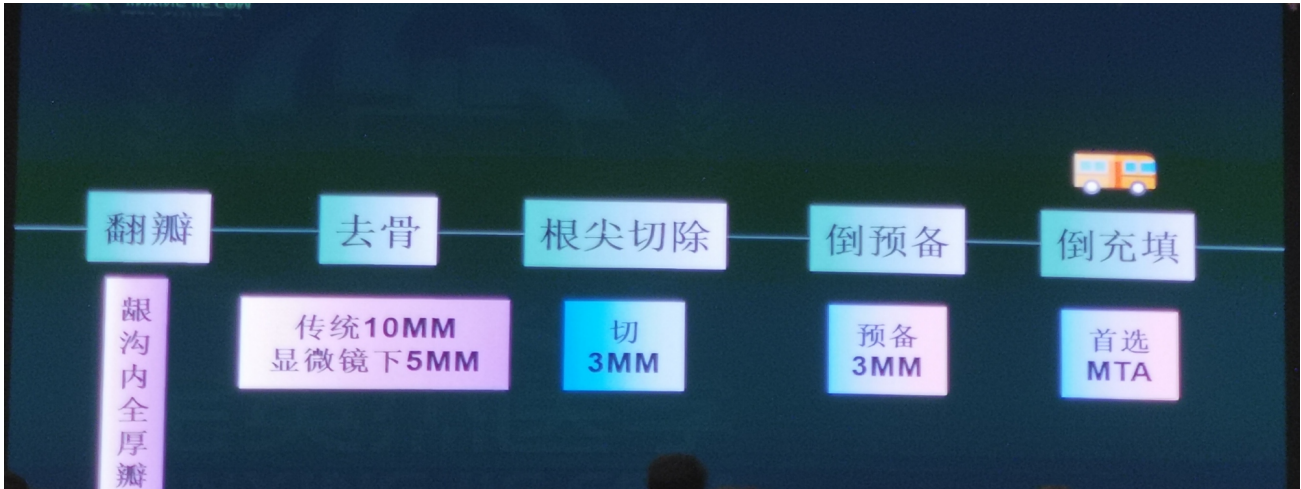 翻瓣
去骨
根尖切除
倒预备
倒充填
龈沟内全厚瓣
传统10MM
显微镜下5MM
切
3MM
预备
3MM
首选
MTA